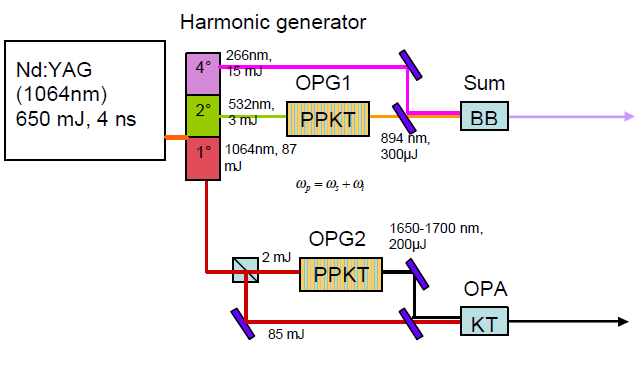 Harmonic generator
Nd:YAG
(1064nm)
650 mJ, 4 ns
4°
266nm,
15 mJ
2°
532nm,
3 mJ
1°
1064nm, 87
mJ
OPG1
PPKT
894 nm,
300µJ
Sum
BB
ωp = ωs + ωi
OPG2
2 mJ
PPKT
1650-1700 nm,
200µJ
85 mJ
OPA
KT